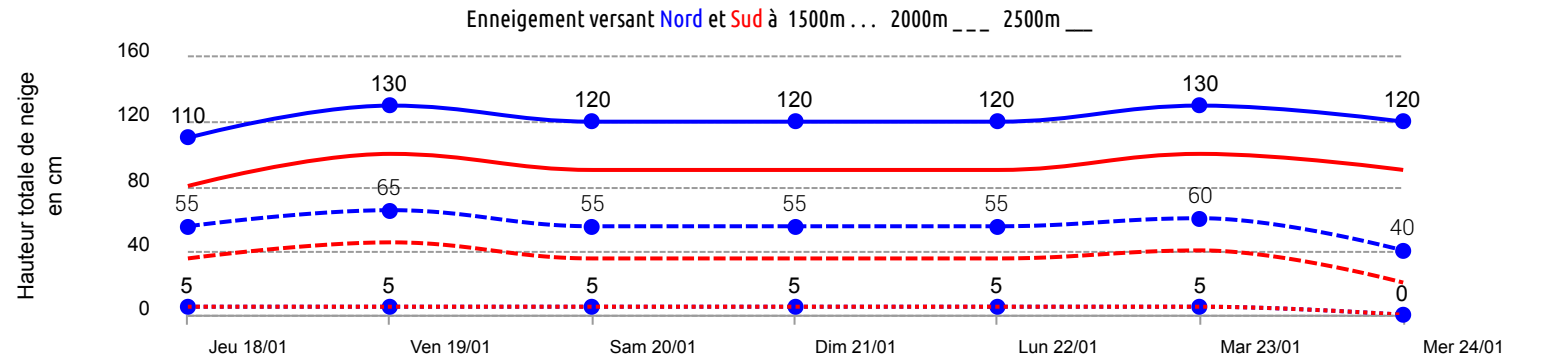 Enneigement versant Nord et Sud à 1500m . . . 2000m _ _ _ 2500m __
Hauteur totale de neige
en cm
160
120
80
40
0
110 130 120 120 120 130 120
55 65 55 55 55 60 40
5 5 5 5 5 5 0
Jeu 18/01 Ven 19/01 Sam 20/01 Dim 21/01 Lun 22/01 Mar 23/01 Mer 24/01